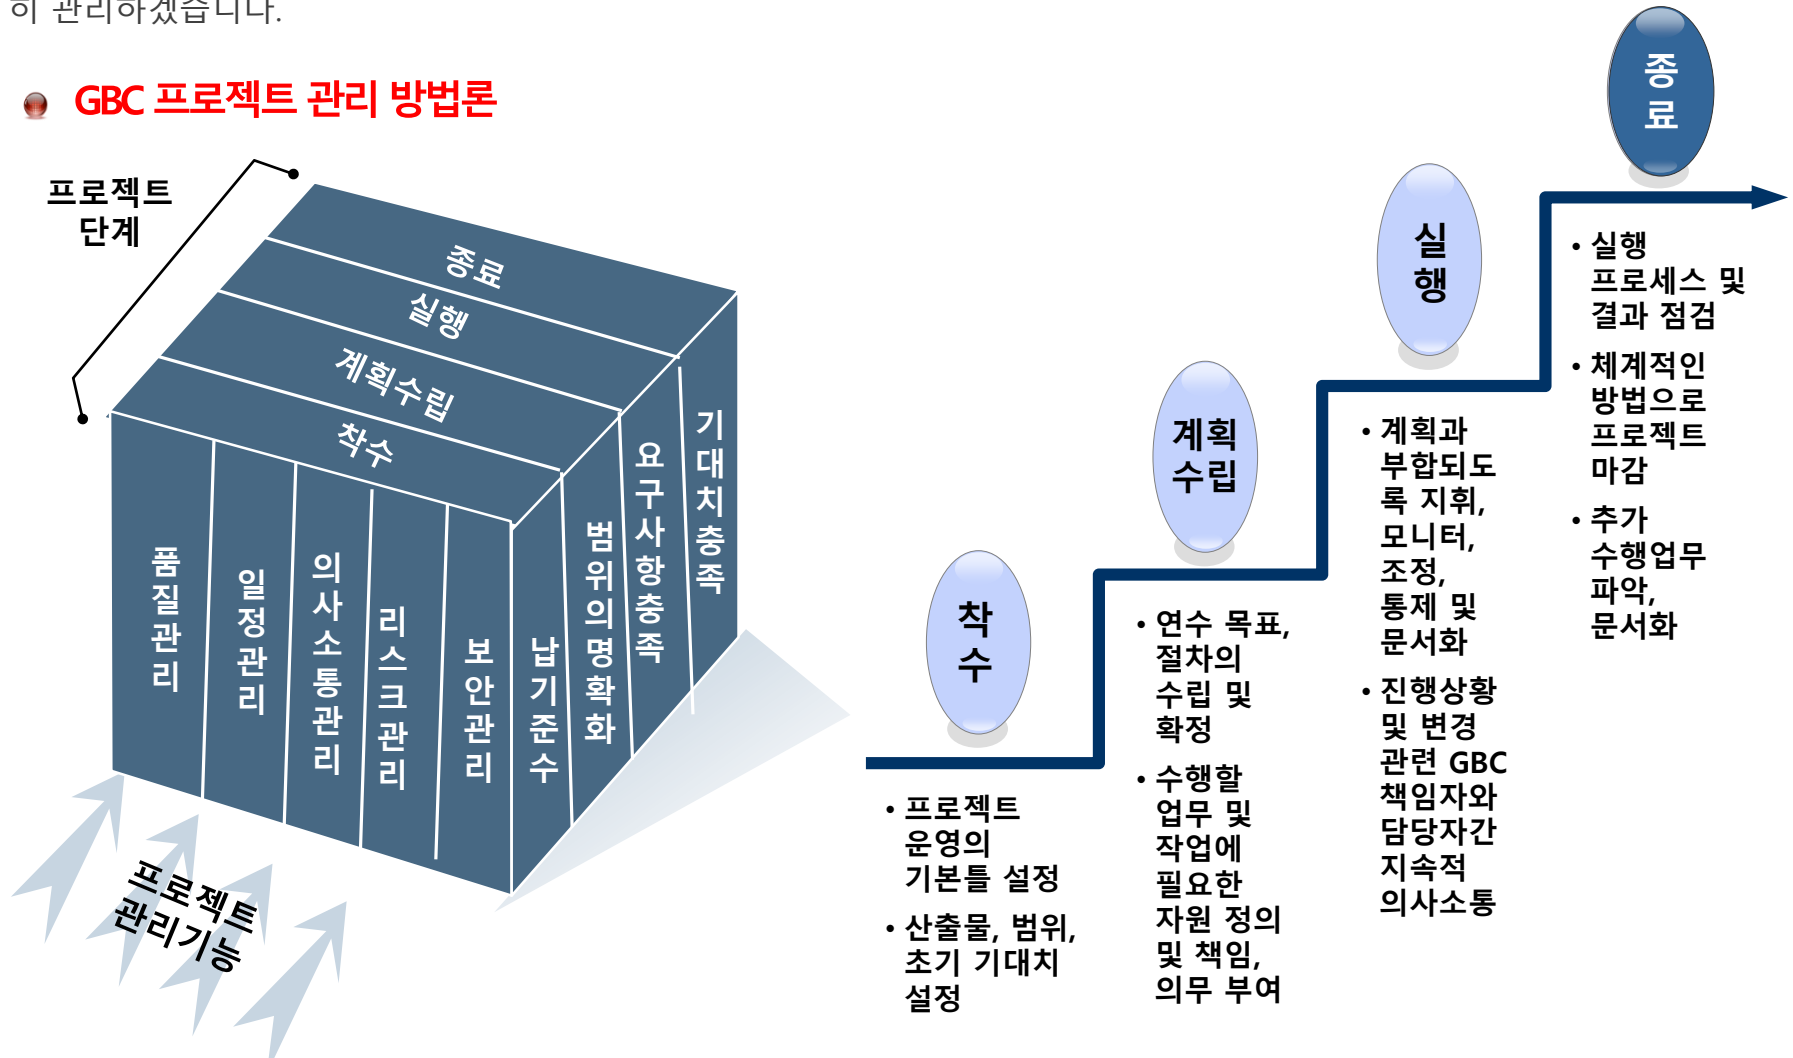 히 관리하겠습니다.
GBC 프로젝트 관리 방법론
프로젝트
단계
종료
실행
계획수립
착수
품질관리
일정관리
의사소통관리
리스크관리
보안관리
납기준수
범위의명확화
요구사항충족
기대치충족
프로젝트
관리기능
착
수
• 프로젝트
운영의
기본틀 설정
• 산출물, 범위,
초기 기대치
설정
계획
수립
• 연수 목표,
절차의
수립 및
확정
• 수행할
업무 및
작업에
필요한
자원 정의
및 책임,
의무 부여
실
행
• 계획과
부합되도
록 지휘,
모니터,
조정,
통제 및
문서화
• 진행상황
및 변경
관련 GBC
책임자와
담당자간
지속적
의사소통
종
료
• 실행
프로세스 및
결과 점검
• 체계적인
방법으로
프로젝트
마감
• 추가
수행업무
파악,
문서화